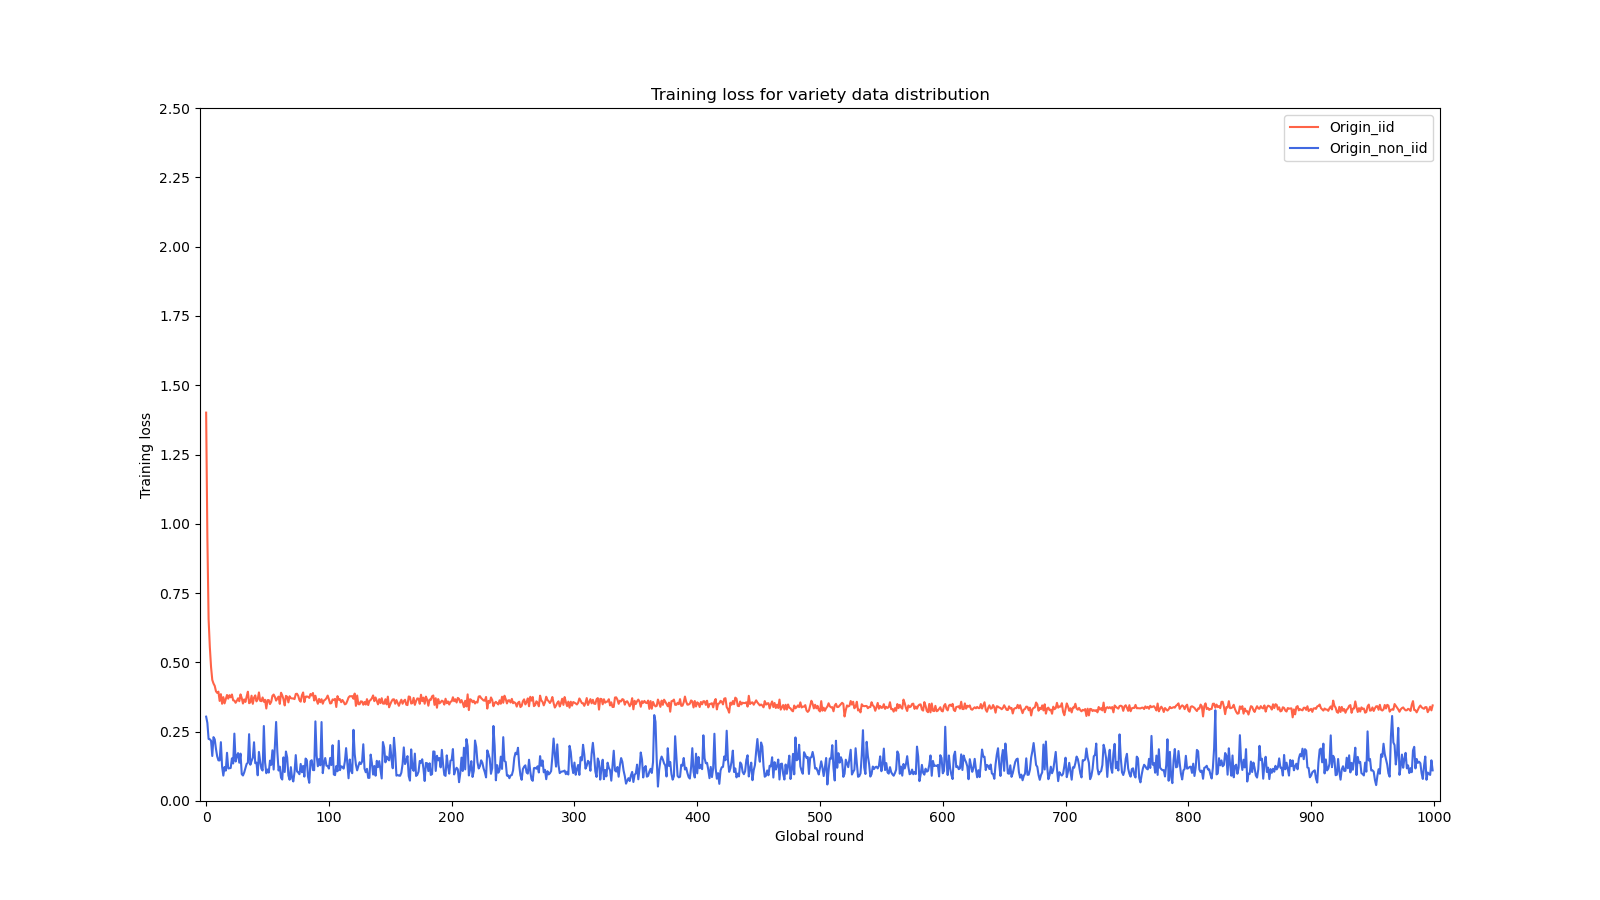 Training loss for variety data distribution
2.50
2.25
2.00
1.75
1.50
1.25
1.00
0.75
0.50
0.25
0.00
Training loss
Origin_iid
Origin_non_iid
0 100 200 300 400 500 600 700 800 900 1000
Global round